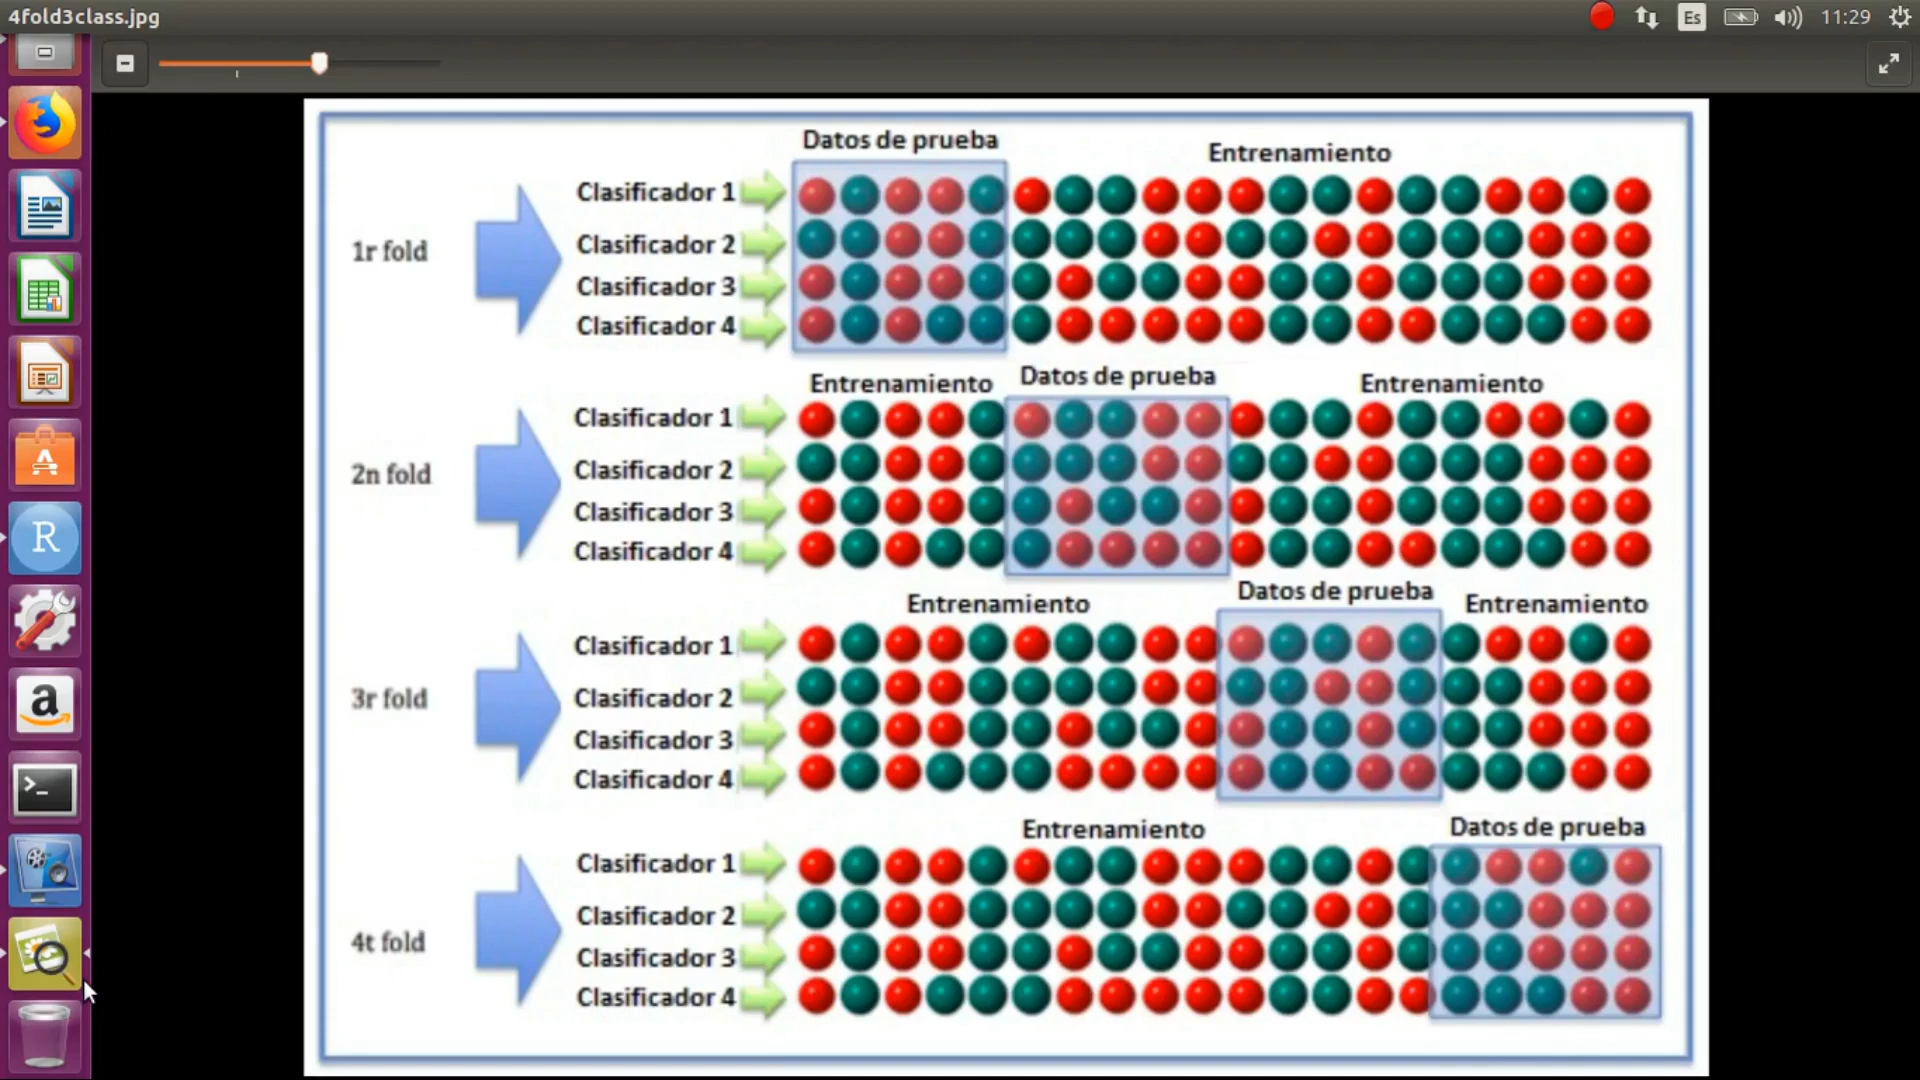 4fold3class.jpg
Es
11:29
Datos de prueba
Entrenamiento
1r fold
Clasificador 1
Clasificador 2
Clasificador 3
Clasificador 4
Entrenamiento
Datos de prueba
Entrenamiento
2n fold
Clasificador 1
Clasificador 2
Clasificador 3
Clasificador 4
Entrenamiento
Datos de prueba
Entrenamiento
3r fold
Clasificador 1
Clasificador 2
Clasificador 3
Clasificador 4
Entrenamiento
Datos de prueba
4t fold
Clasificador 1
Clasificador 2
Clasificador 3
Clasificador 4
A
R
a
>_